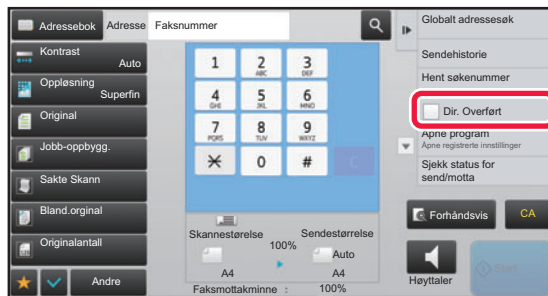 Adressebok
Adresse
Faksnummer
Kontrast
Auto
Oppløsning
Superfin
Original
Jobb-oppbygg.
Sakte Skann
Bland.orginal
Originalantall
Andre
1
2
ABC
3
DEF
4
GHI
5
JKL
6
MNO
7
PQRS
8
TUV
9
WXYZ
0
#
C
Skannestørelse
100%
Sendestørrelse
Auto
A4
A4
Faksmottakminne : 100%
Globalt adressesøk
Sendehistorie
Hent søkenummer
Dir. Overført
Åpne program
Åpne registrerte innstillinger
Sjekk status for
send/motta
Forhåndsvis
CA
Høyttaler
Start